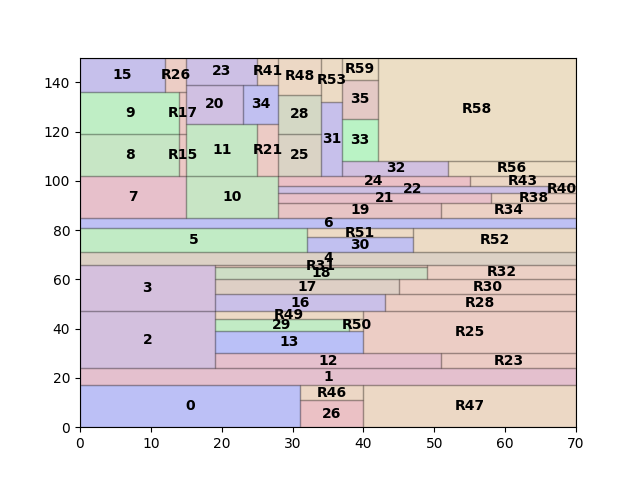 140
120
100
80
60
40
20
0
15 R26 23 R41 R48 R53 R59
9 R17 20 34 28 31 35 R58
8 R15 11 R21 25 33
32 R56
7 10 24 R43
22 R40
21 R38
19 R34
6
5 R51 R52
30
4
R31
3 18 R32
17 R30
16 R28
2 R49
29 R50 R25
13
12 R23
1
0 R46 R47
26
0 10 20 30 40 50 60 70